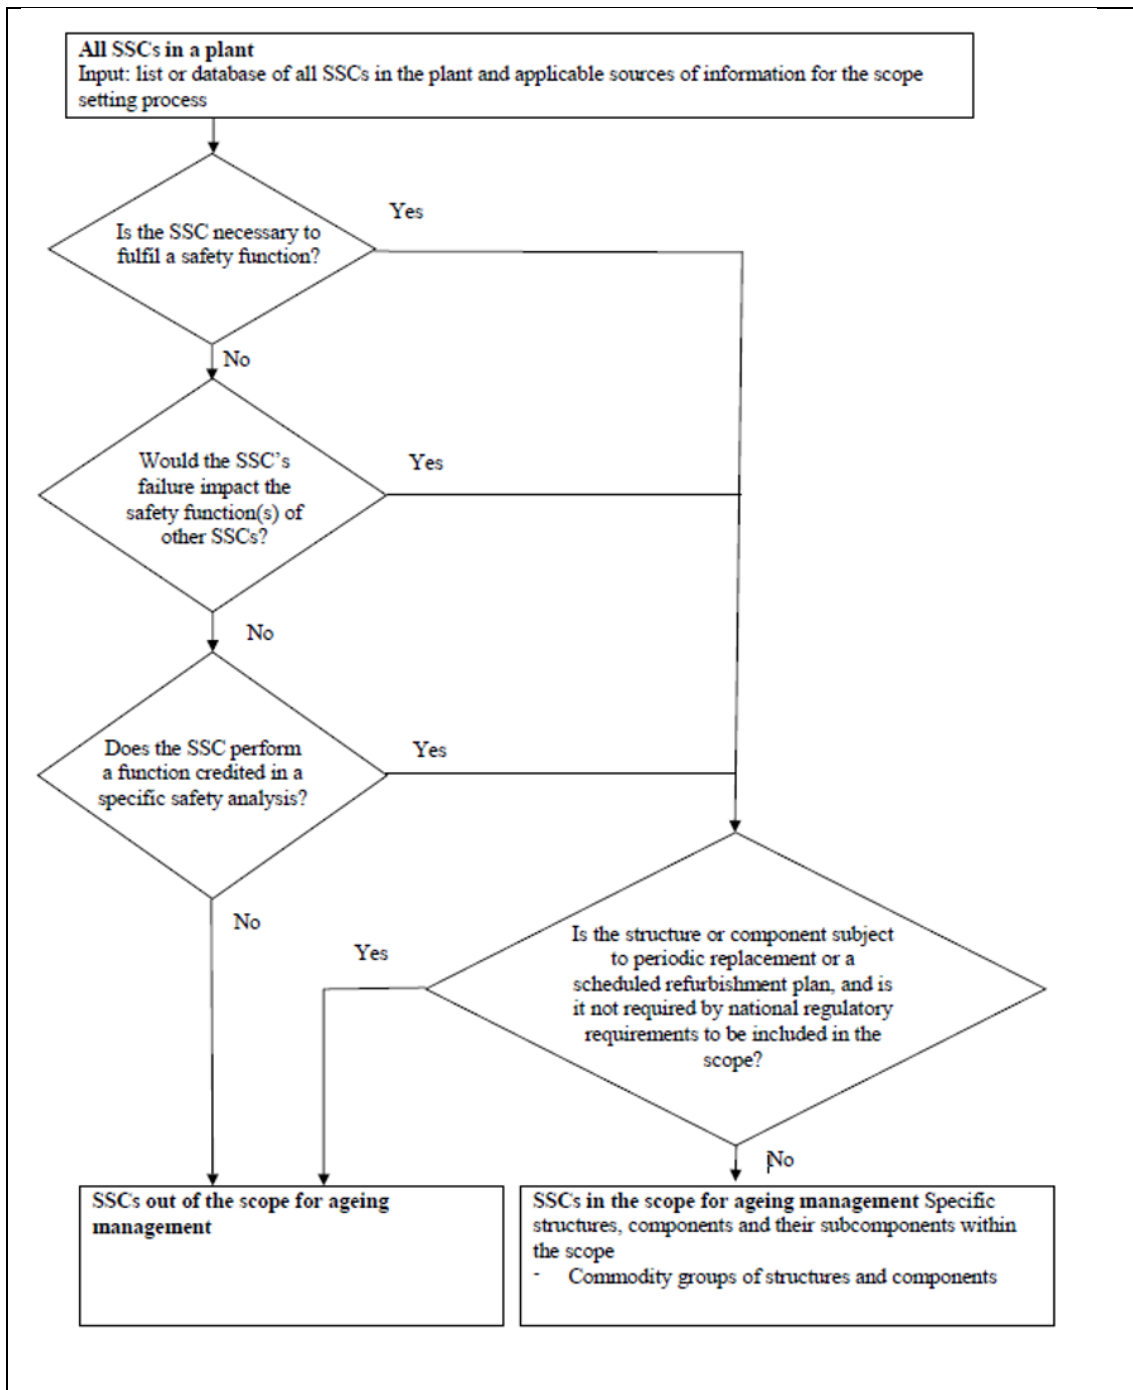 All SSCs in a plant
Input: list or database of all SSCs in the plant and applicable sources of information for the scope
setting process
Yes
Is the SSC necessary to
fulfil a safety function?
No
Would the SSC's
failure impact the
safety function(s) of
other SSCs?
Yes
No
Does the SSC perform
a function credited in a
specific safety analysis?
Yes
No
Yes
Is the structure or component subject
to periodic replacement or a
scheduled refurbishment plan, and is
it not required by national regulatory
requirements to be included in the
scope?
No
SSCs out of the scope for ageing
management
SSCs in the scope for ageing management Specific
structures, components and their subcomponents within
the scope
- Commodity groups of structures and components